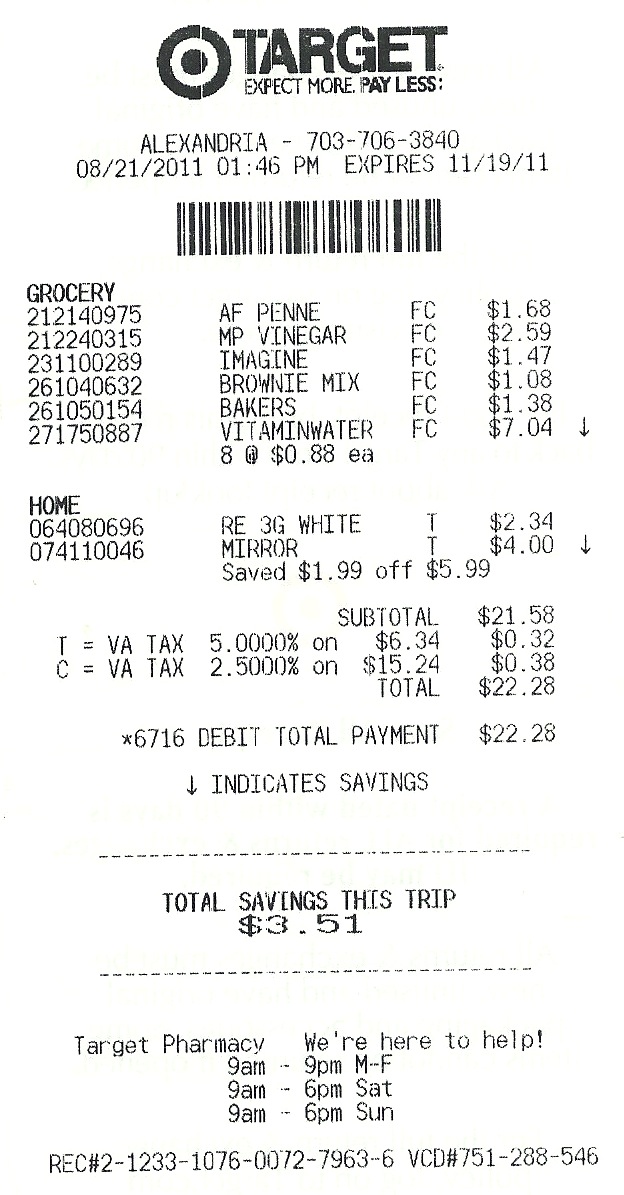 TARGET
EXPECT MORE. PAY LESS.
ALEXANDRIA - 703-706-3840
08/21/2011 01:46 PM EXPIRES 11/19/11
GROCERY
212140975 AF PENNE FC $1.68
212240315 MP VINEGAR FC $2.59
231100289 IMAGINE FC $1.47
261040632 BROWNIE MIX FC $1.08
261050154 BAKERS FC $1.38
271750887 VITAMINWATER FC $7.04 ↓
8 @ $0.88 ea
HOME
064080696 RE 3G WHITE T $2.34
074110046 MIRROR T $4.00 ↓
Saved $1.99 off $5.99
SUBTOTAL $21.58
T = VA TAX 5.0000% on $6.34 $0.32
C = VA TAX 2.5000% on $15.24 $0.38
TOTAL $22.28
*6716 DEBIT TOTAL PAYMENT $22.28
↓ INDICATES SAVINGS
TOTAL SAVINGS THIS TRIP
$3.51
Target Pharmacy We're here to help!
9am - 9pm M-F
9am - 6pm Sat
9am - 6pm Sun
REC#2-1233-1076-0072-7963-6 VCD#751-288-546